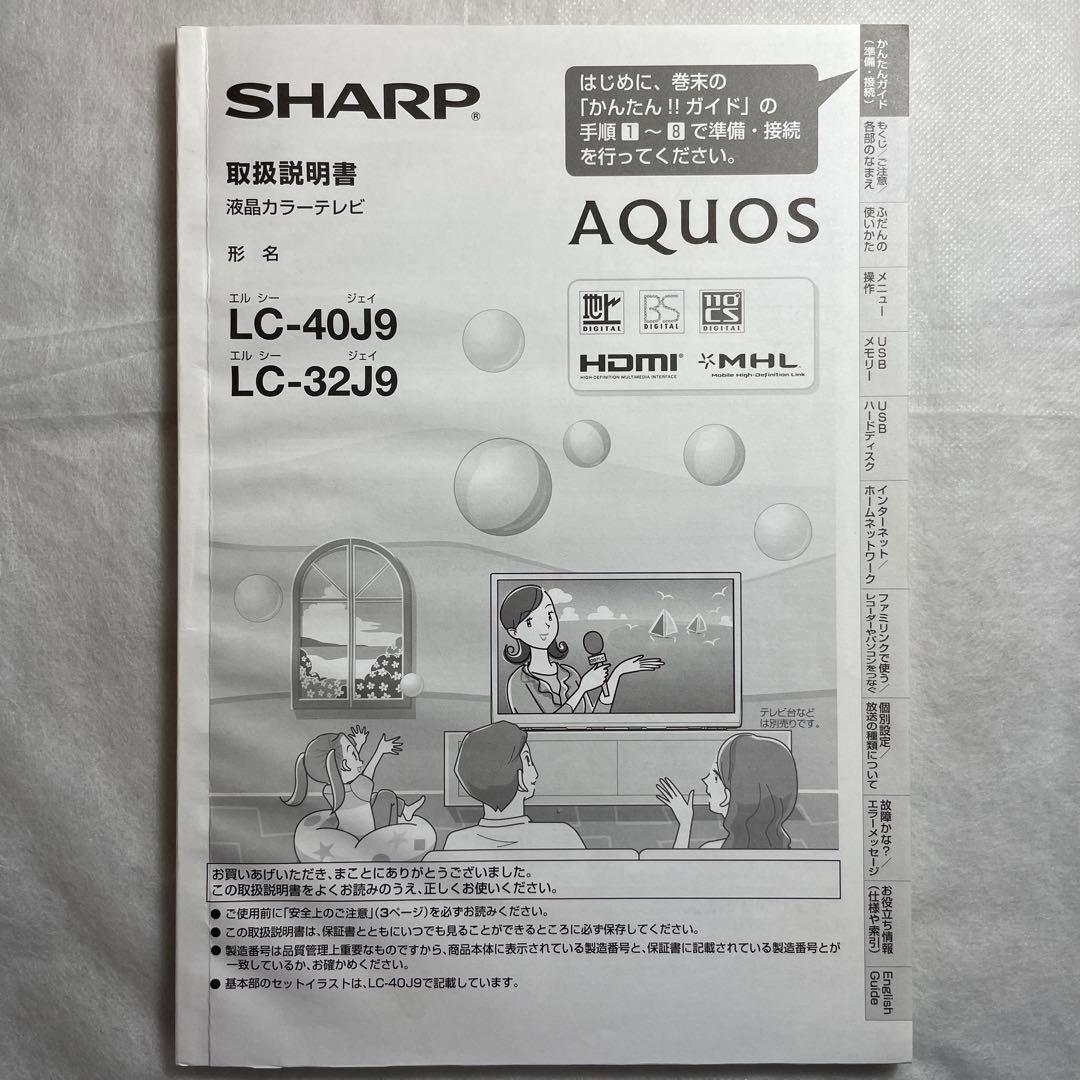 SHARP®
取扱説明書
液晶カラーテレビ
形 名
エル シー ジェイ
LC-40J9
エル シー ジェイ
LC-32J9
はじめに、巻末の
「かんたん!! ガイド」の
手順 1 ～ 8 で準備・接続
を行ってください。
AQUOS
地上 DIGITAL
BS DIGITAL
110°CS DIGITAL
HDMI®
HIGH-DEFINITION MULTIMEDIA INTERFACE
MHL
Mobile High-Definition Link
テレビ台など
は別売りです。
お買いあげいただき、まことにありがとうございました。
この取扱説明書をよくお読みのうえ、正しくお使いください。
● ご使用前に「安全上のご注意」(3ページ)を必ずお読みください。
● この取扱説明書は、保証書とともにいつでも見ることができるところに必ず保存してください。
● 製造番号は品質管理上重要なものですから、商品本体に表示されている製造番号と、保証書に記載されている製造番号とが
一致しているか、お確かめください。
● 基本部のセットイラストは、LC-40J9で記載しています。
かんたんガイド
(準備・接続)
もくじ/ご注意/
各部のなまえ
ふだんの
使いかた
メニュー
操作
USB
メモリー
USB
ハードディスク
インターネット/
ホームネットワーク
ファミリンクで使う/
レコーダーやパソコンをつなぐ
個別設定/
放送の種類について
故障かな?/
エラーメッセージ
お役立ち情報
(仕様や索引)
English
Guide